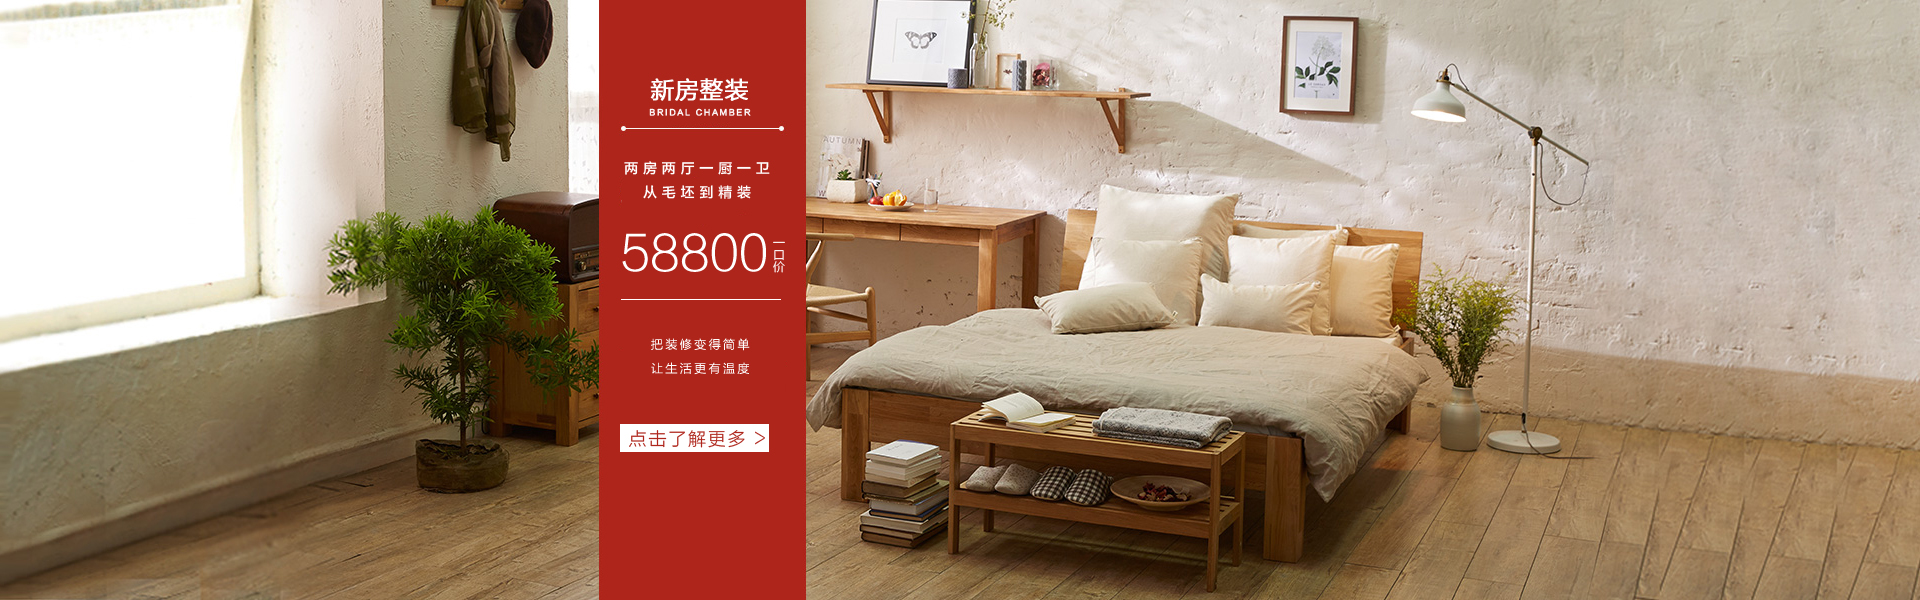 新房整装
BRIDAL CHAMBER
两房两厅一厨一卫
从毛坯到精装
58800一口价
把装修变得简单
让生活更有温度
点击了解更多 >
AUTUMN